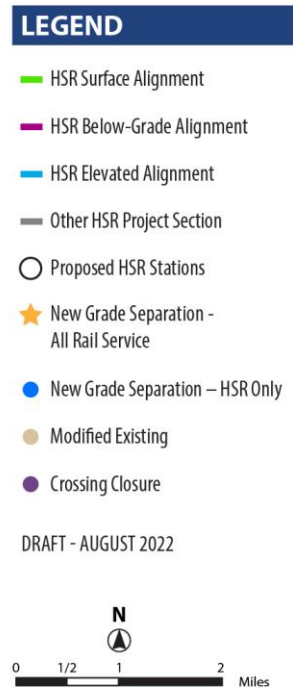 LEGEND
HSR Surface Alignment
HSR Below-Grade Alignment
HSR Elevated Alignment
Other HSR Project Section
Proposed HSR Stations
New Grade Separation -
All Rail Service
New Grade Separation – HSR Only
Modified Existing
Crossing Closure
DRAFT - AUGUST 2022
N
0 1/2 1 2
Miles